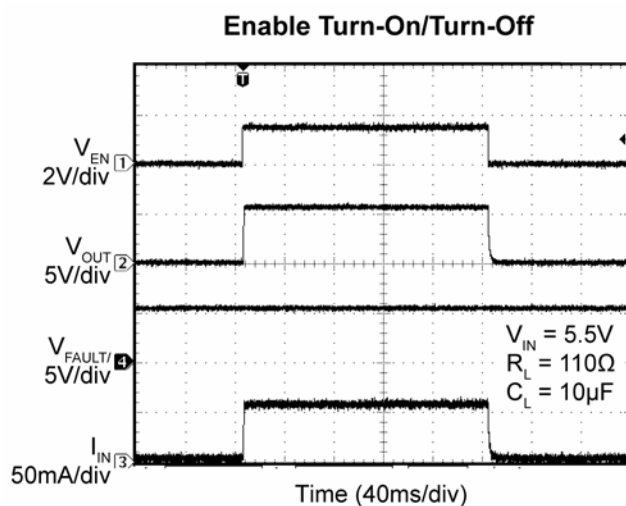 Enable Turn-On/Turn-Off
T
V_EN
2V/div
1
V_OUT
5V/div
2
V_FAULT/
5V/div
4
V_IN = 5.5V
R_L = 110Ω
C_L = 10µF
I_IN
50mA/div
3
Time (40ms/div)